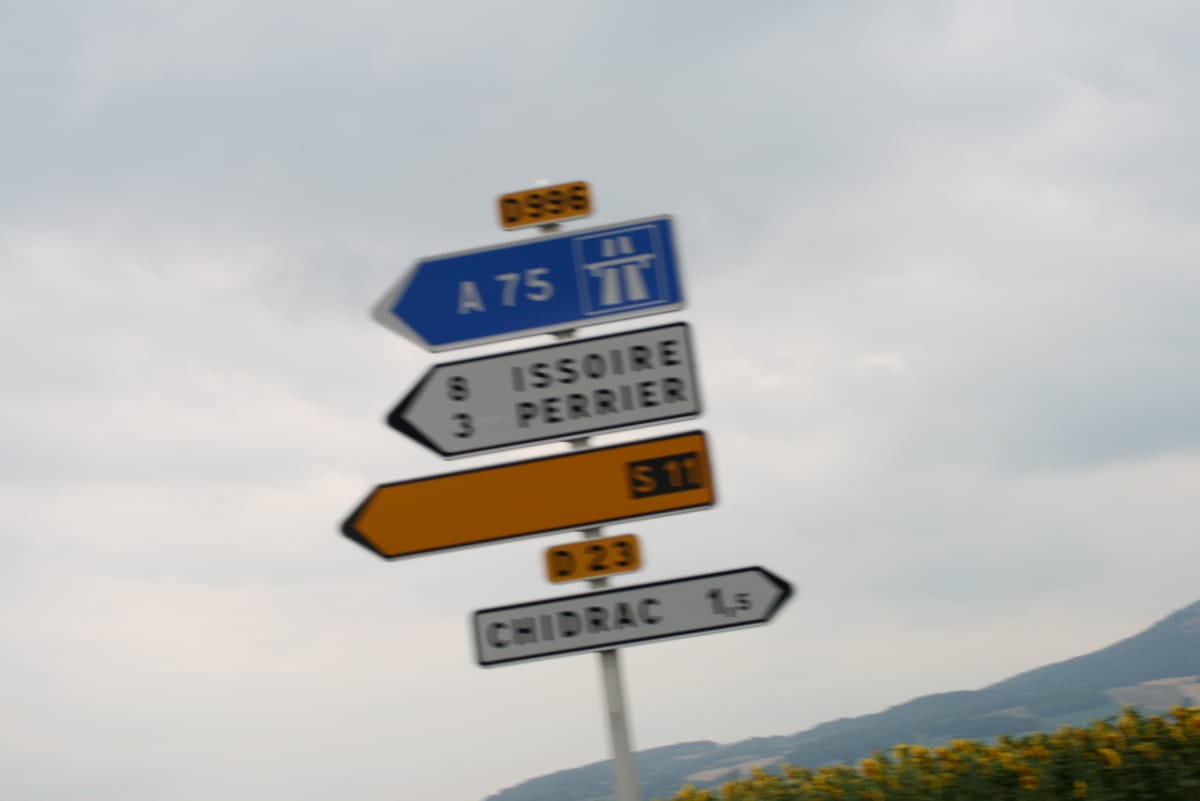 D996
A 75
8 ISSOIRE
3 PERRIER
S 11
D 23
CHIDRAC 1,5